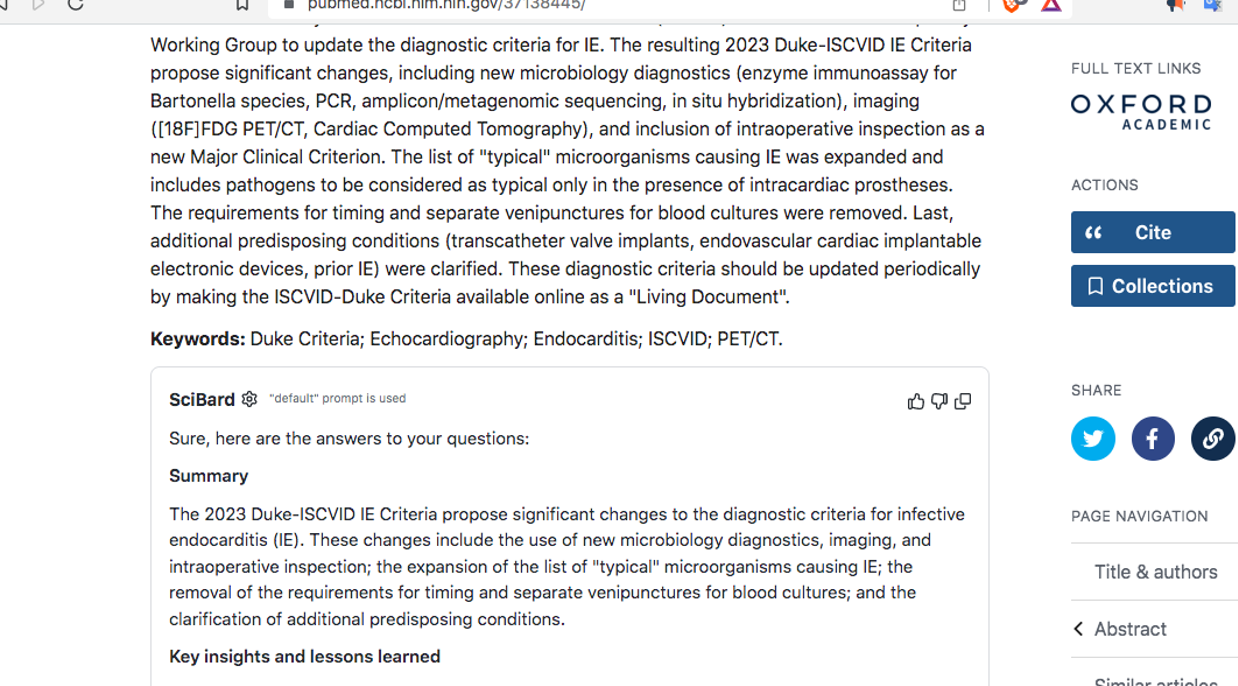 pubmed.ncbi.nlm.nih.gov/37138445/
Working Group to update the diagnostic criteria for IE. The resulting 2023 Duke-ISCVID IE Criteria
propose significant changes, including new microbiology diagnostics (enzyme immunoassay for
Bartonella species, PCR, amplicon/metagenomic sequencing, in situ hybridization), imaging
([18F]FDG PET/CT, Cardiac Computed Tomography), and inclusion of intraoperative inspection as a
new Major Clinical Criterion. The list of "typical" microorganisms causing IE was expanded and
includes pathogens to be considered as typical only in the presence of intracardiac prostheses.
The requirements for timing and separate venipunctures for blood cultures were removed. Last,
additional predisposing conditions (transcatheter valve implants, endovascular cardiac implantable
electronic devices, prior IE) were clarified. These diagnostic criteria should be updated periodically
by making the ISCVID-Duke Criteria available online as a "Living Document".
Keywords: Duke Criteria; Echocardiography; Endocarditis; ISCVID; PET/CT.
SciBard "default" prompt is used
Sure, here are the answers to your questions:
Summary
The 2023 Duke-ISCVID IE Criteria propose significant changes to the diagnostic criteria for infective
endocarditis (IE). These changes include the use of new microbiology diagnostics, imaging, and
intraoperative inspection; the expansion of the list of "typical" microorganisms causing IE; the
removal of the requirements for timing and separate venipunctures for blood cultures; and the
clarification of additional predisposing conditions.
Key insights and lessons learned
FULL TEXT LINKS
OXFORD
ACADEMIC
ACTIONS
Cite
Collections
SHARE
PAGE NAVIGATION
Title & authors
Abstract
Similar articles